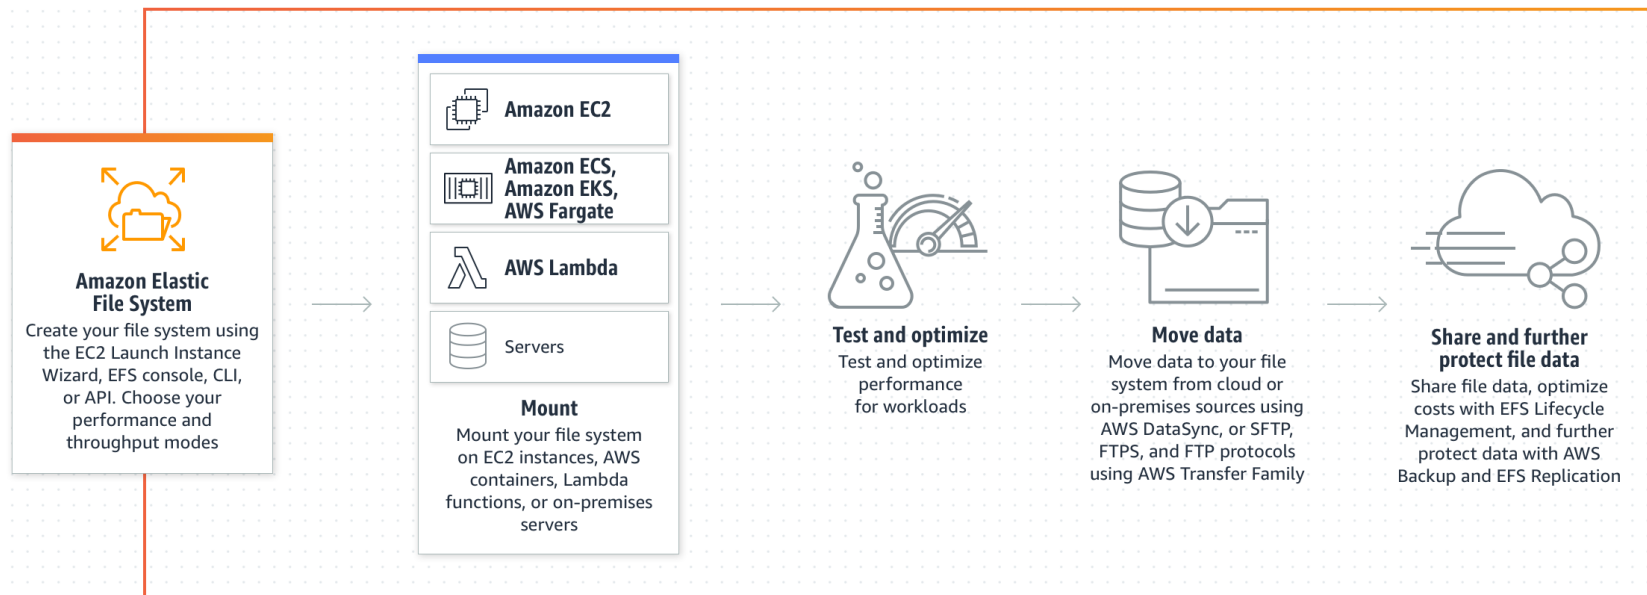 Amazon Elastic
File System
Create your file system using
the EC2 Launch Instance
Wizard, EFS console, CLI,
or API. Choose your
performance and
throughput modes
Amazon EC2
Amazon ECS,
Amazon EKS,
AWS Fargate
AWS Lambda
Servers
Mount
Mount your file system
on EC2 instances, AWS
containers, Lambda
functions, or on-premises
servers
Test and optimize
Test and optimize
performance
for workloads
Move data
Move data to your file
system from cloud or
on-premises sources using
AWS DataSync, or SFTP,
FTPS, and FTP protocols
using AWS Transfer Family
Share and further
protect file data
Share file data, optimize
costs with EFS Lifecycle
Management, and further
protect data with AWS
Backup and EFS Replication